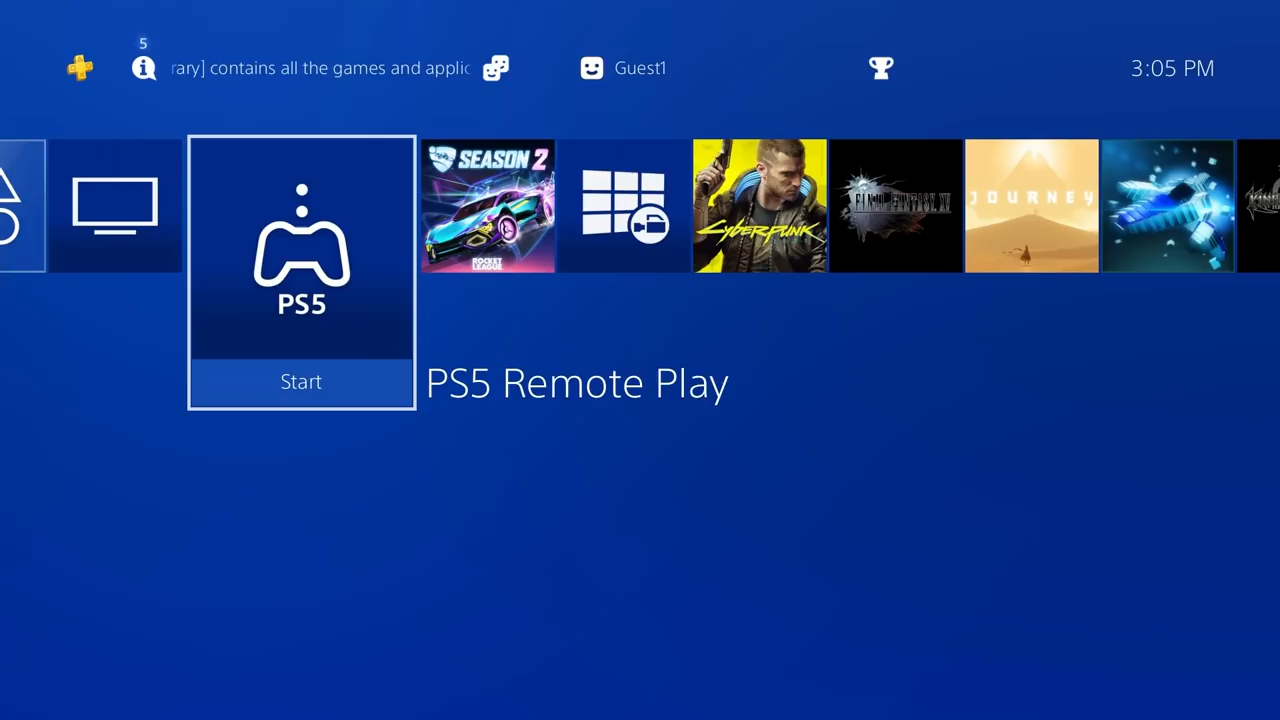 5
rary] contains all the games and applic
Guest1
3:05 PM
SEASON 2
ROCKET
LEAGUE
CYBERPUNK
FINAL FANTASY XV
JOURNEY
PS5
Start
PS5 Remote Play